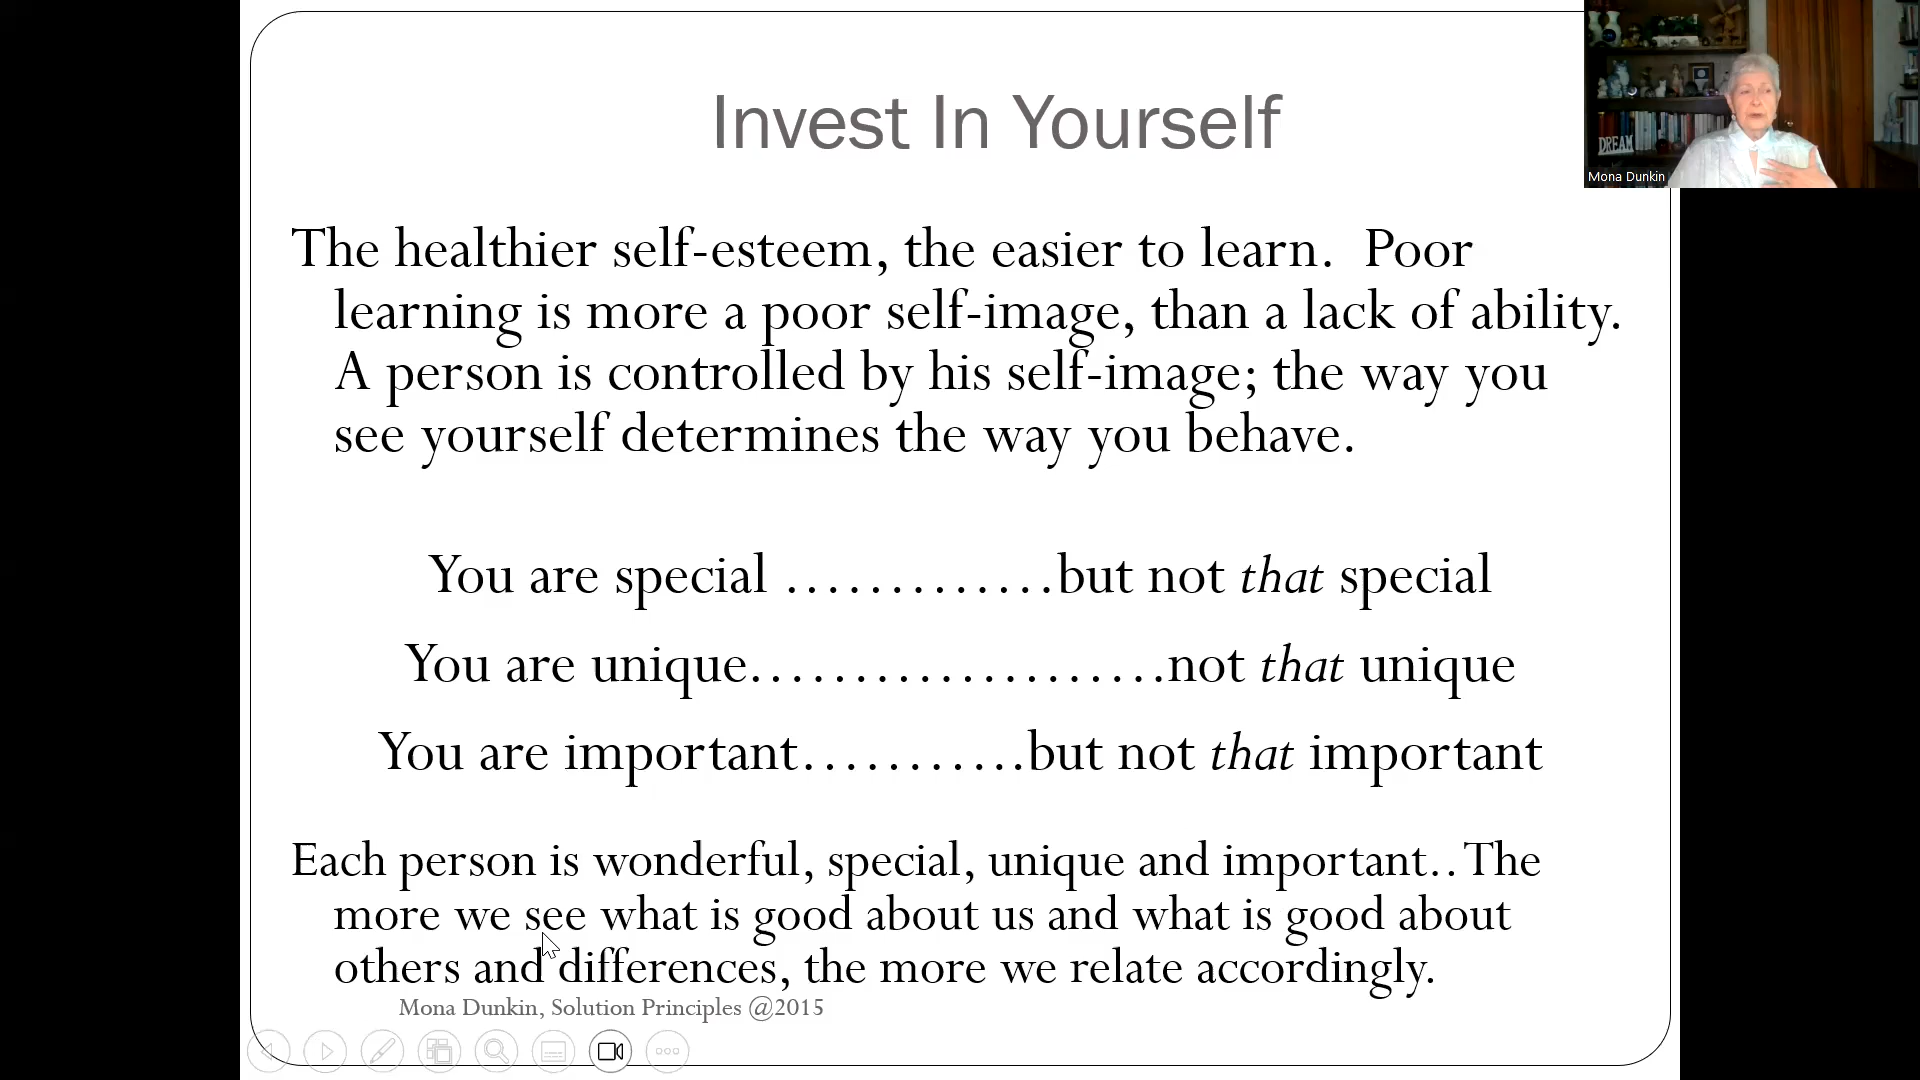 Invest In Yourself
DREAM
Mona Dunkin
The healthier self-esteem, the easier to learn.  Poor
learning is more a poor self-image, than a lack of ability.
A person is controlled by his self-image; the way you
see yourself determines the way you behave.
You are special .............but not that special
You are unique....................not that unique
You are important...........but not that important
Each person is wonderful, special, unique and important.. The
more we see what is good about us and what is good about
others and differences, the more we relate accordingly.
Mona Dunkin, Solution Principles @2015